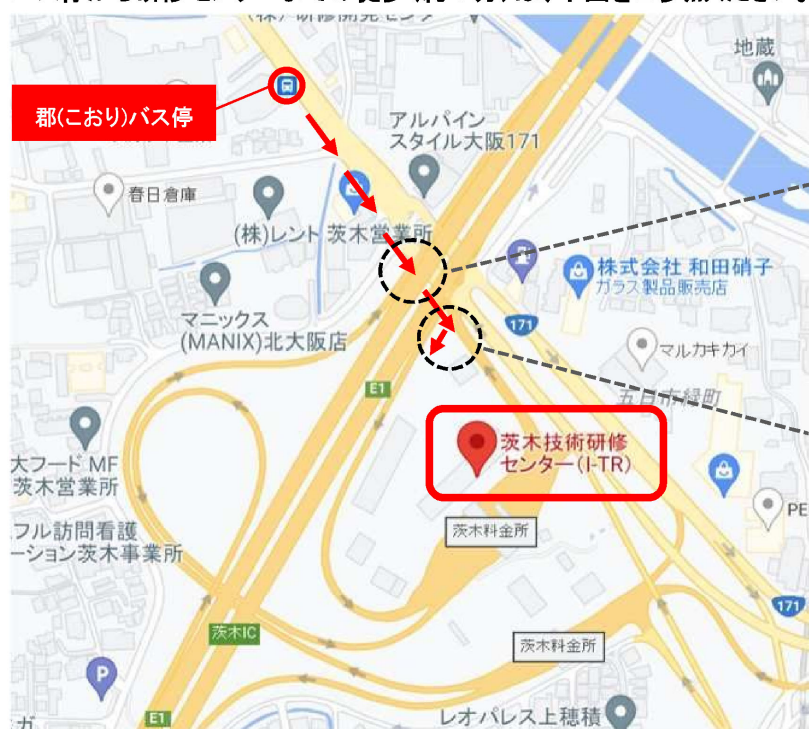 (株)研修開発センタ
地蔵
郡(こおり)バス停
アルパイン
スタイル大阪171
春日倉庫
(株)レント 茨木営業所
株式会社 和田硝子
ガラス製品販売店
マニックス
(MANIX)北大阪店
171
マルカキカイ
E1
五日市緑町
茨木技術研修
センター(I-TR)
大フード MF
茨木営業所
PE
フル訪問看護
ーション茨木事業所
茨木料金所
171
茨木IC
茨木料金所
P
E1
レオパレス上穂積
ガ